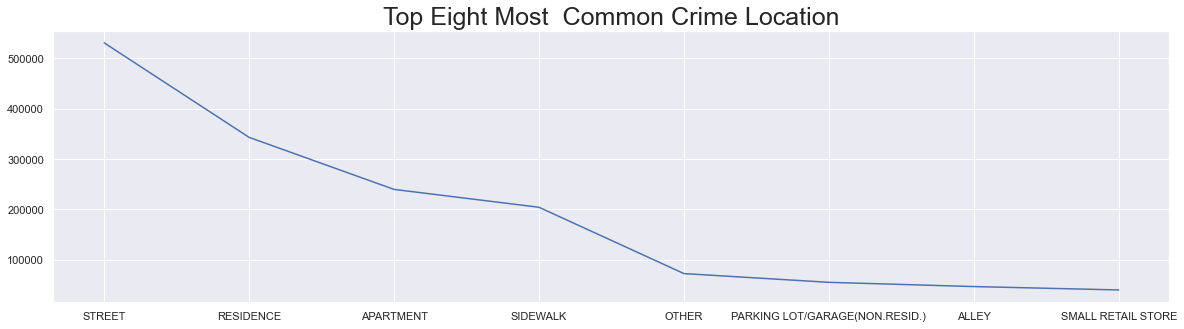 Top Eight Most  Common Crime Location
500000
400000
300000
200000
100000
STREET RESIDENCE APARTMENT SIDEWALK OTHER PARKING LOT/GARAGE(NON.RESID.) ALLEY SMALL RETAIL STORE